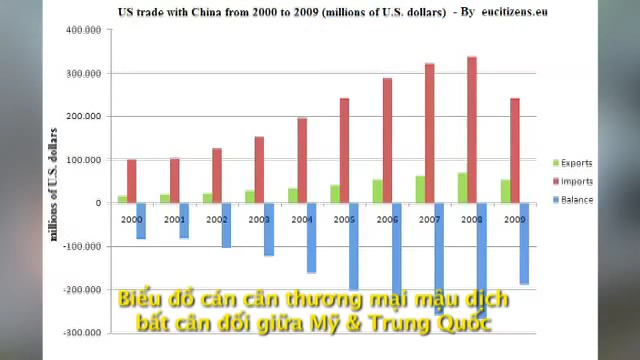 US trade with China from 2000 to 2009 (millions of U.S. dollars) - By eucitizens.eu
millions of U.S. dollars
400.000
300.000
200.000
100.000
0
-100.000
-200.000
-300.000
2000 2001 2002 2003 2004 2005 2006 2007 2008 2009
Exports
Imports
Balance
Biểu đồ cán cân thương mại mậu dịch
bất cân đối giữa Mỹ & Trung Quốc